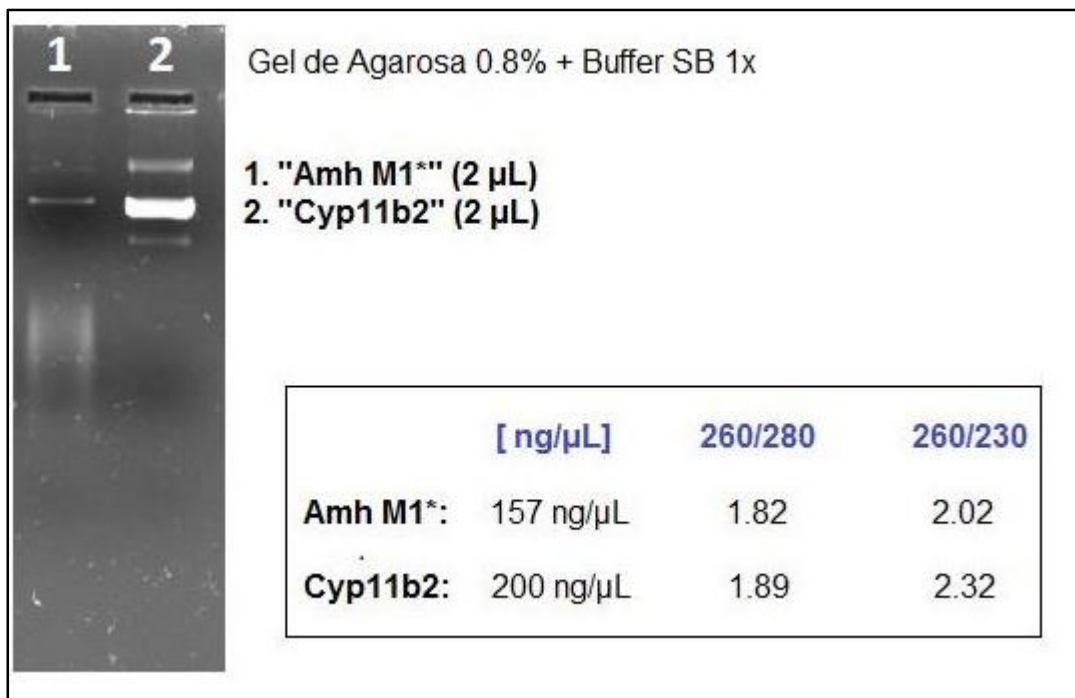 1 2
Gel de Agarosa 0.8% + Buffer SB 1x
1. "Amh M1*" (2 µL)
2. "Cyp11b2" (2 µL)
[ ng/µL] 260/280 260/230
Amh M1*: 157 ng/µL 1.82 2.02
Cyp11b2: 200 ng/µL 1.89 2.32